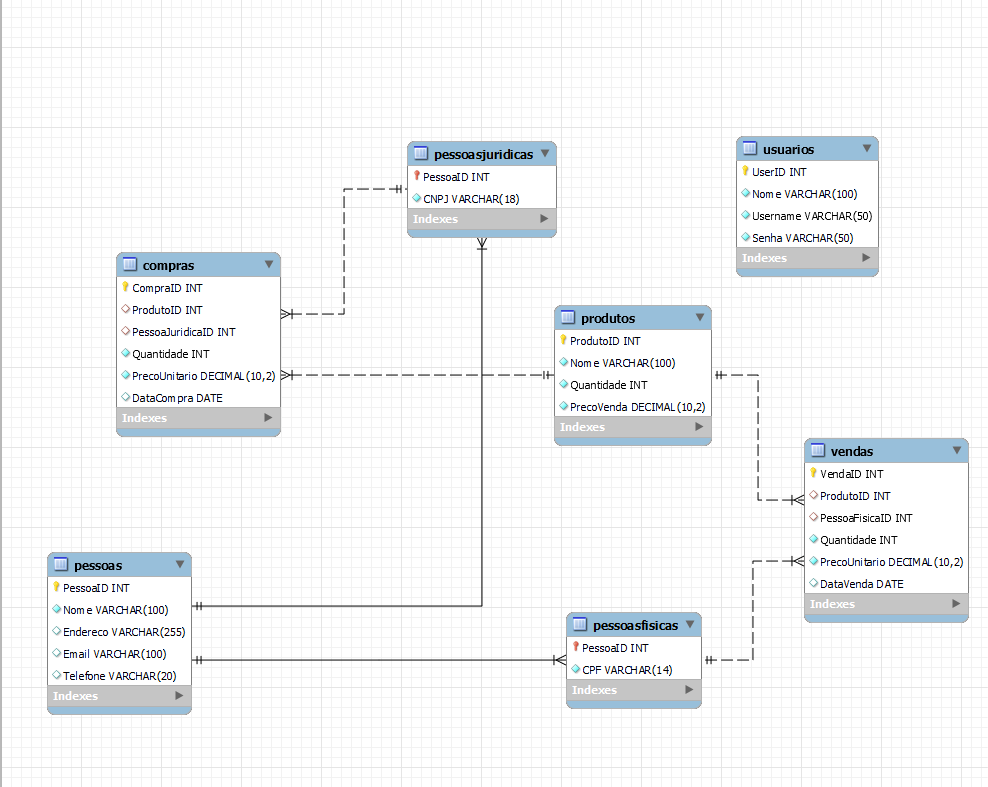 pessoasjuridicas
PessoaID INT
CNPJ VARCHAR(18)
Indexes
usuarios
UserID INT
Nome VARCHAR(100)
Username VARCHAR(50)
Senha VARCHAR(50)
Indexes
compras
CompraID INT
ProdutoID INT
PessoaJuridicaID INT
Quantidade INT
PrecoUnitario DECIMAL(10,2)
DataCompra DATE
Indexes
produtos
ProdutoID INT
Nome VARCHAR(100)
Quantidade INT
PrecoVenda DECIMAL(10,2)
Indexes
vendas
VendaID INT
ProdutoID INT
PessoaFisicaID INT
Quantidade INT
PrecoUnitario DECIMAL(10,2)
DataVenda DATE
Indexes
pessoas
PessoaID INT
Nome VARCHAR(100)
Endereco VARCHAR(255)
Email VARCHAR(100)
Telefone VARCHAR(20)
Indexes
pessoasfisicas
PessoaID INT
CPF VARCHAR(14)
Indexes